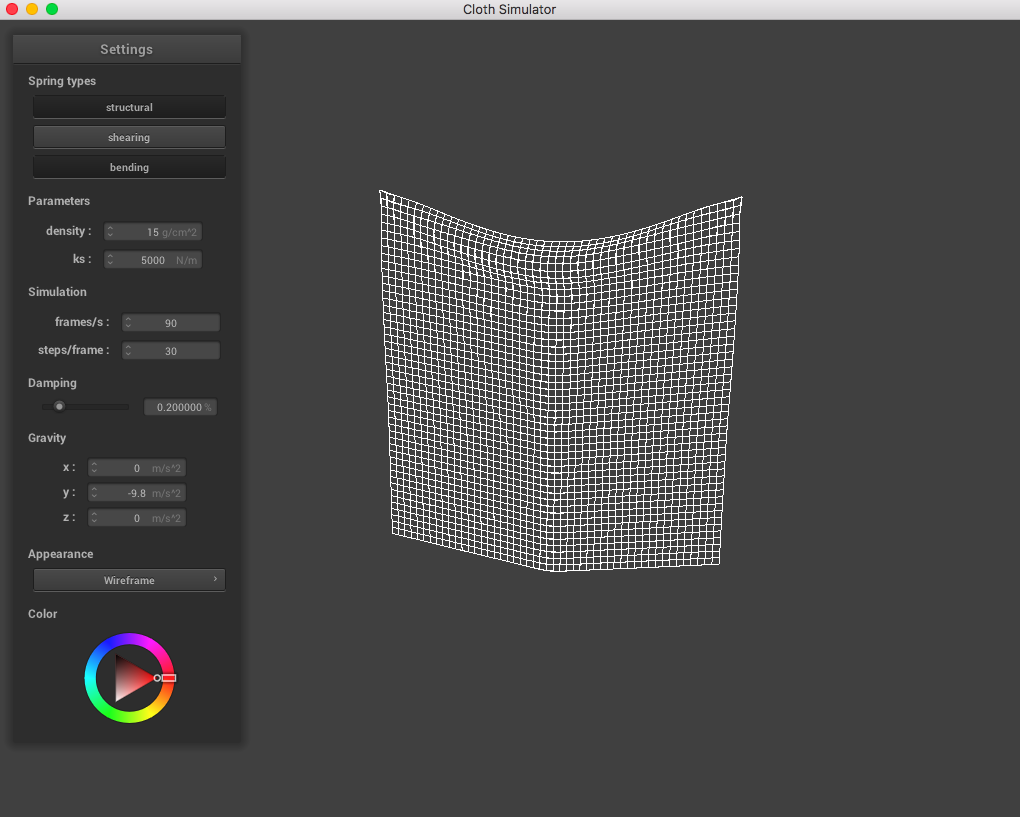 Cloth Simulator
Settings
Spring types
structural
shearing
bending
Parameters
density : 15 g/cm^2
ks : 5000 N/m
Simulation
frames/s : 90
steps/frame : 30
Damping
0.200000 %
Gravity
x : 0 m/s^2
y : -9.8 m/s^2
z : 0 m/s^2
Appearance
Wireframe ›
Color